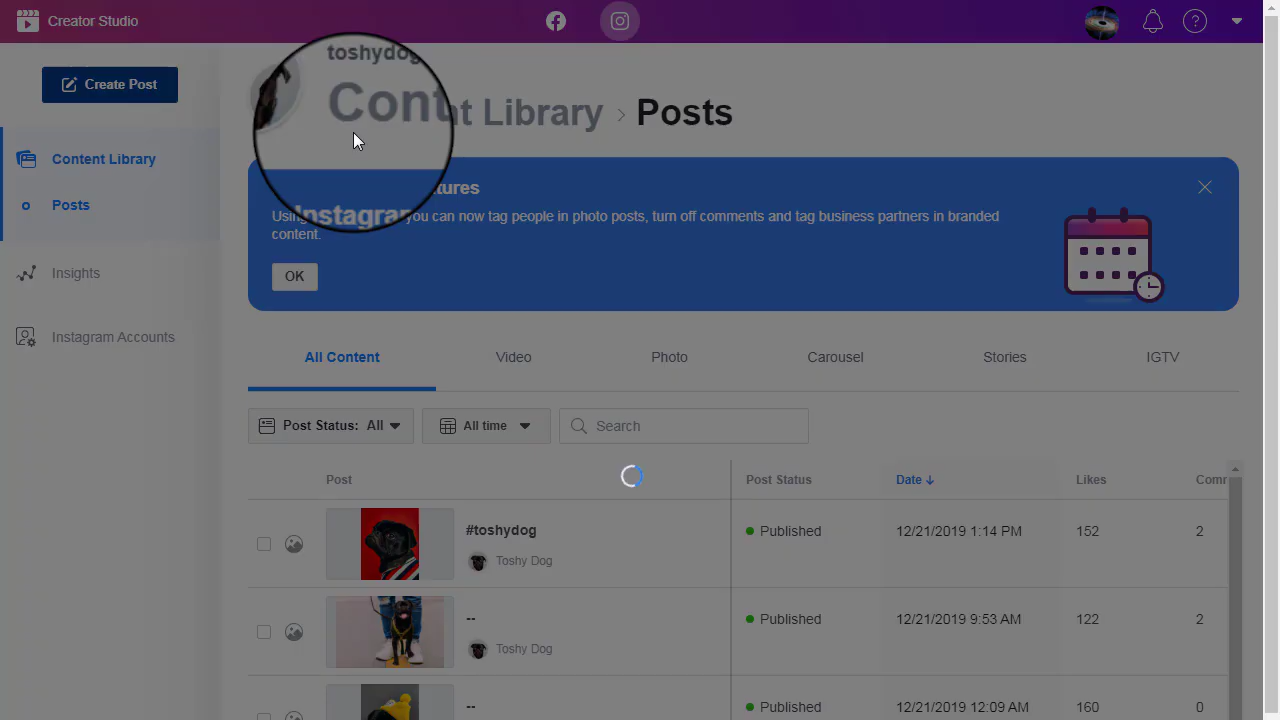 Creator Studio
Create Post
Content Library
Posts
Insights
Instagram Accounts
toshydog
Content Library > Posts
tures
Using Instagram you can now tag people in photo posts, turn off comments and tag business partners in branded
content.
OK
All Content Video Photo Carousel Stories IGTV
Post Status: All All time Search
Post Post Status Date ↓ Likes Comr
#toshydog
Published 12/21/2019 1:14 PM 152 2
Toshy Dog
--
Published 12/21/2019 9:53 AM 122 2
Toshy Dog
--
Published 12/21/2019 12:09 AM 160 0